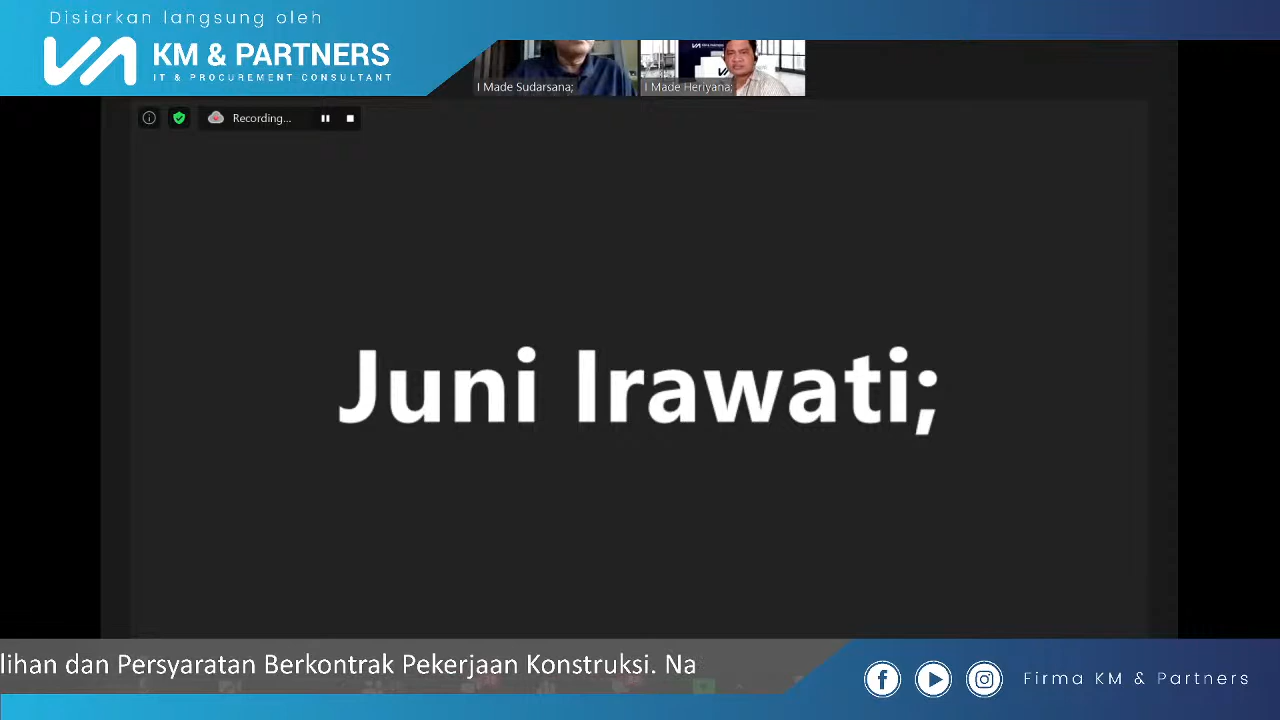 Disiarkan langsung oleh
KM & PARTNERS
IT & PROCUREMENT CONSULTANT
I Made Sudarsana;
I Made Heriyana;
Recording...
Juni Irawati;
lihan dan Persyaratan Berkontrak Pekerjaan Konstruksi. Na
Firma KM & Partners